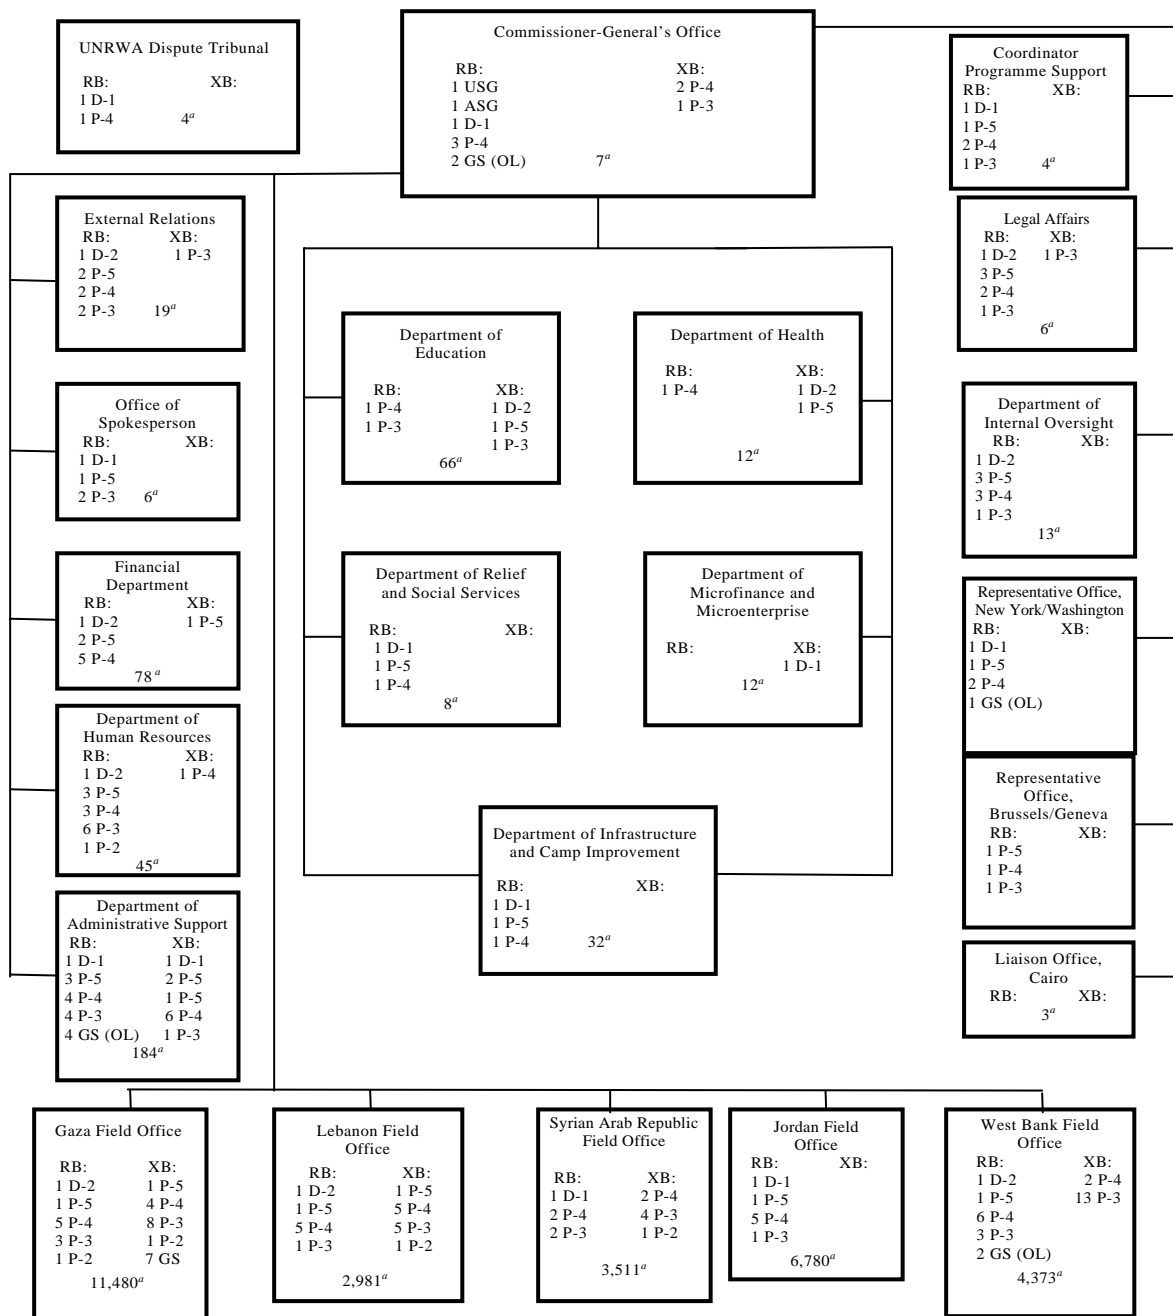 UNRWA Dispute Tribunal
RB: XB:
1 D-1
1 P-4 4a
Commissioner-General's Office
RB: XB:
1 USG 2 P-4
1 ASG 1 P-3
1 D-1
3 P-4
2 GS (OL) 7a
Coordinator
Programme Support
RB: XB:
1 D-1
1 P-5
2 P-4
1 P-3 4a
External Relations
RB: XB:
1 D-2 1 P-3
2 P-5
2 P-4
2 P-3 19a
Legal Affairs
RB: XB:
1 D-2 1 P-3
3 P-5
2 P-4
1 P-3
6a
Department of
Education
RB: XB:
1 P-4 1 D-2
1 P-3 1 P-5
1 P-3
66a
Department of Health
RB: XB:
1 P-4 1 D-2
1 P-5
12a
Office of
Spokesperson
RB: XB:
1 D-1
1 P-5
2 P-3 6a
Department of
Internal Oversight
RB: XB:
1 D-2
3 P-5
3 P-4
1 P-3
13a
Financial
Department
RB: XB:
1 D-2 1 P-5
2 P-5
5 P-4
78a
Department of Relief
and Social Services
RB: XB:
1 D-1
1 P-5
1 P-4
8a
Department of
Microfinance and
Microenterprise
RB: XB:
1 D-1
12a
Representative Office,
New York/Washington
RB: XB:
1 D-1
1 P-5
2 P-4
1 GS (OL)
Department of
Human Resources
RB: XB:
1 D-2 1 P-4
3 P-5
3 P-4
6 P-3
1 P-2
45a
Department of Infrastructure
and Camp Improvement
RB: XB:
1 D-1
1 P-5
1 P-4 32a
Representative
Office,
Brussels/Geneva
RB: XB:
1 P-5
1 P-4
1 P-3
Department of
Administrative Support
RB: XB:
1 D-1 1 D-1
3 P-5 2 P-5
4 P-4 1 P-5
4 P-3 6 P-4
4 GS (OL) 1 P-3
184a
Liaison Office,
Cairo
RB: XB:
3a
Gaza Field Office
RB: XB:
1 D-2 1 P-5
1 P-5 4 P-4
5 P-4 8 P-3
3 P-3 1 P-2
1 P-2 7 GS
11,480a
Lebanon Field
Office
RB: XB:
1 D-2 1 P-5
1 P-5 5 P-4
5 P-4 5 P-3
1 P-3 1 P-2
2,981a
Syrian Arab Republic
Field Office
RB: XB:
1 D-1 2 P-4
2 P-4 4 P-3
2 P-3 1 P-2
3,511a
Jordan Field
Office
RB: XB:
1 D-1
1 P-5
5 P-4
1 P-3
6,780a
West Bank Field
Office
RB: XB:
1 D-2 2 P-4
1 P-5 13 P-3
6 P-4
3 P-3
2 GS (OL)
4,373a